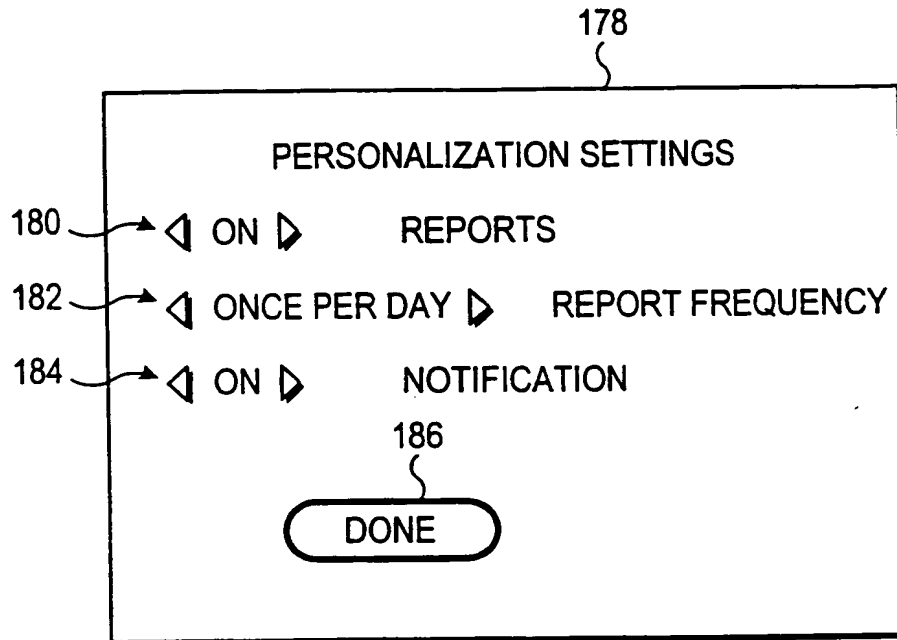 178
PERSONALIZATION SETTINGS
180 ON REPORTS
182 ONCE PER DAY REPORT FREQUENCY
184 ON NOTIFICATION
186
DONE